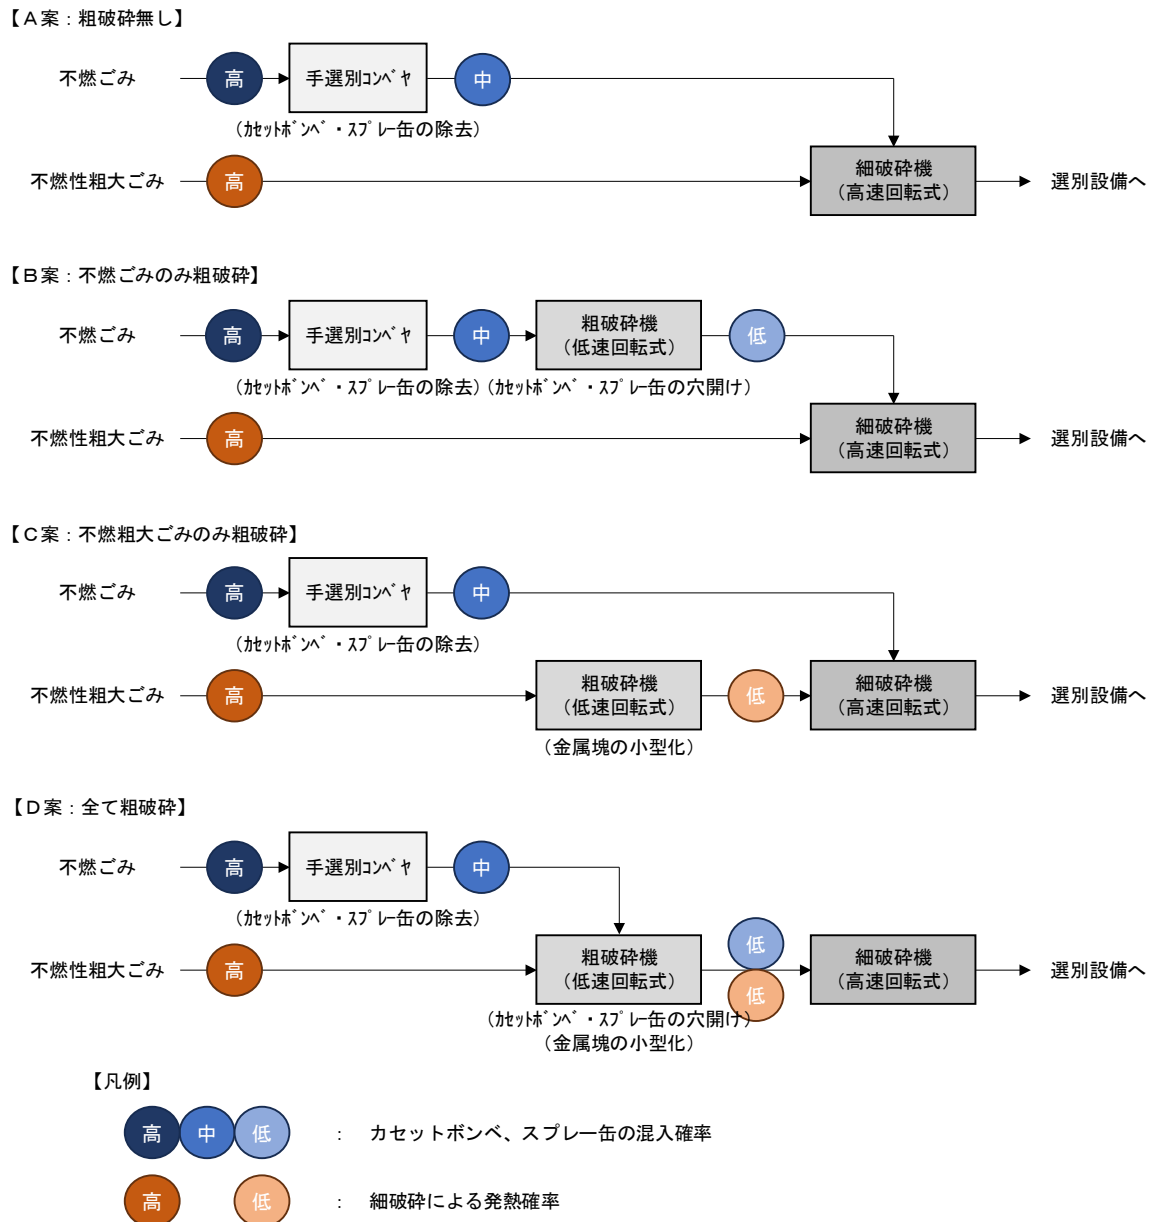 【Ａ案：粗破砕無し】
不燃ごみ 高 手選別ｺﾝﾍﾞﾔ 中
（ｶｾｯﾄﾎﾞﾝﾍﾞ・ｽﾌﾟﾚｰ缶の除去）
不燃性粗大ごみ 高 細破砕機 選別設備へ
（高速回転式）
【Ｂ案：不燃ごみのみ粗破砕】
不燃ごみ 高 手選別ｺﾝﾍﾞﾔ 中 粗破砕機 低
（低速回転式）
（ｶｾｯﾄﾎﾞﾝﾍﾞ・ｽﾌﾟﾚｰ缶の除去）（ｶｾｯﾄﾎﾞﾝﾍﾞ・ｽﾌﾟﾚｰ缶の穴開け）
不燃性粗大ごみ 高 細破砕機 選別設備へ
（高速回転式）
【Ｃ案：不燃粗大ごみのみ粗破砕】
不燃ごみ 高 手選別ｺﾝﾍﾞﾔ 中
（ｶｾｯﾄﾎﾞﾝﾍﾞ・ｽﾌﾟﾚｰ缶の除去）
不燃性粗大ごみ 高 粗破砕機 低 細破砕機 選別設備へ
（低速回転式） （高速回転式）
（金属塊の小型化）
【Ｄ案：全て粗破砕】
不燃ごみ 高 手選別ｺﾝﾍﾞﾔ 中
（ｶｾｯﾄﾎﾞﾝﾍﾞ・ｽﾌﾟﾚｰ缶の除去）
低
不燃性粗大ごみ 高 粗破砕機 細破砕機 選別設備へ
（低速回転式） （高速回転式）
低
（ｶｾｯﾄﾎﾞﾝﾍﾞ・ｽﾌﾟﾚｰ缶の穴開け）
（金属塊の小型化）
【凡例】
高 中 低 ： カセットボンベ、スプレー缶の混入確率
高 低 ： 細破砕による発熱確率